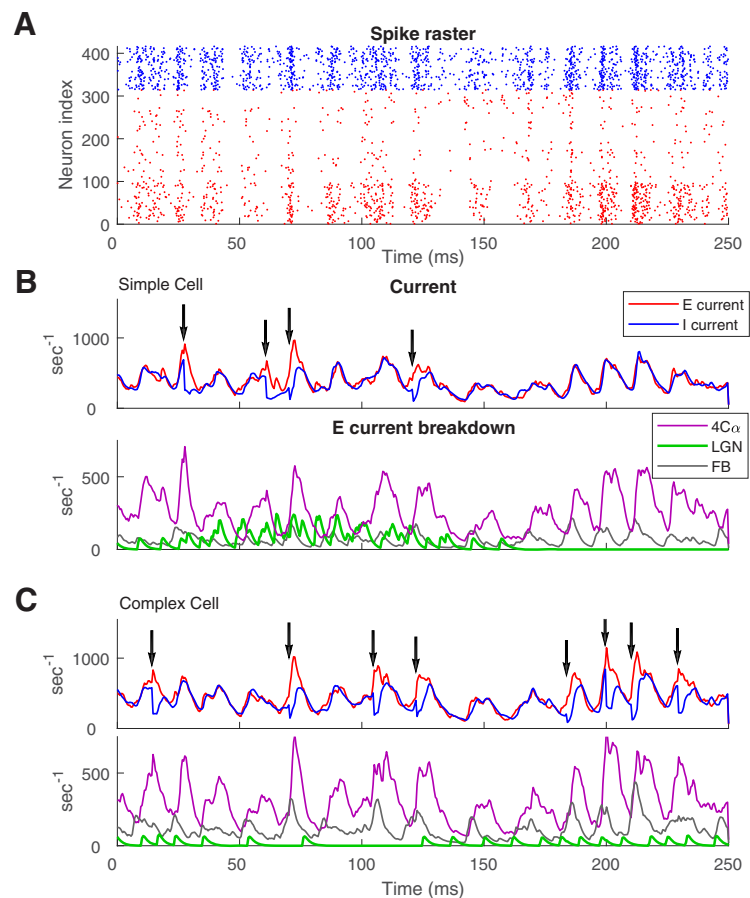 A
Spike raster
Neuron index
400
300
200
100
0
0 50 100 150 200 250
Time (ms)
B
Simple Cell
Current
E current
I current
sec-1
1000
0
E current breakdown
4Cα
LGN
FB
sec-1
500
0
C
Complex Cell
sec-1
1000
0
sec-1
500
0
0 50 100 150 200 250
Time (ms)